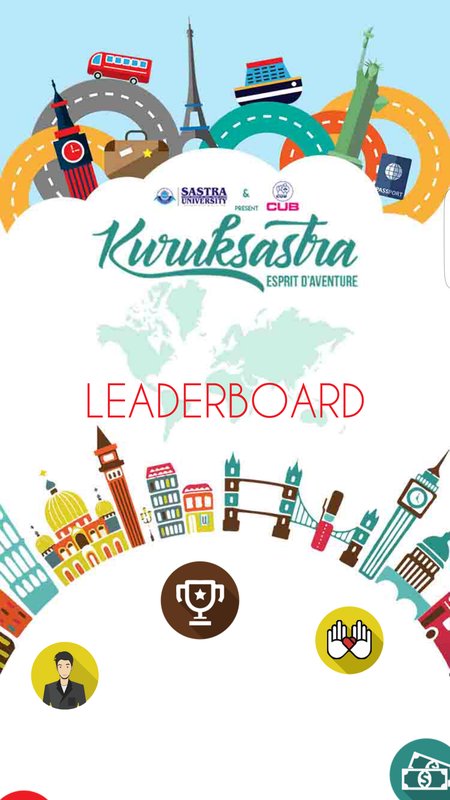 PASSPORT
SASTRA
UNIVERSITY
&
PRESENT
CUB
Kuruksastra
ESPRIT D'AVENTURE
LEADERBOARD
$